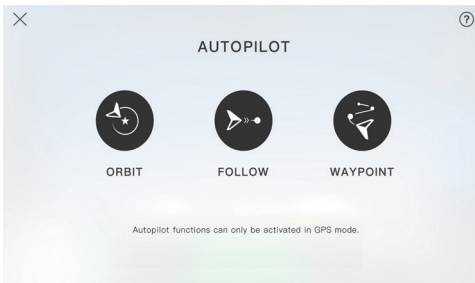 AUTOPILOT
ORBIT
FOLLOW
WAYPOINT
Autopilot functions can only be activated in GPS mode.